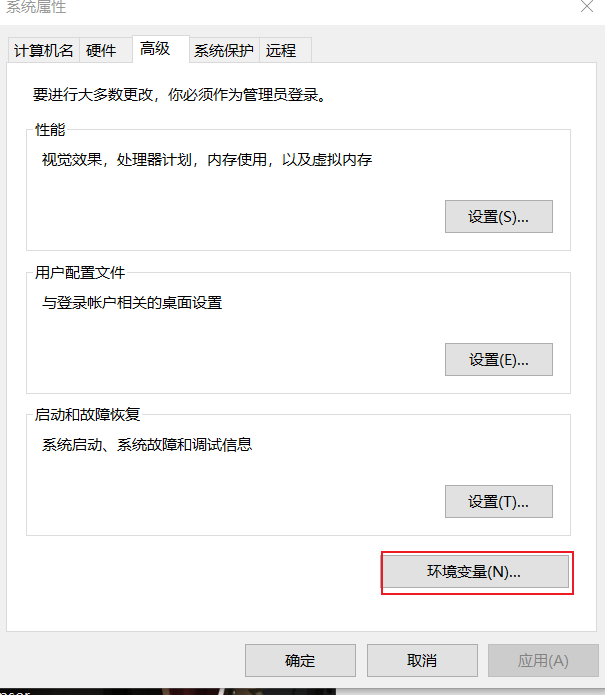 系统属性
计算机名 硬件 高级 系统保护 远程
要进行大多数更改，你必须作为管理员登录。
性能
视觉效果，处理器计划，内存使用，以及虚拟内存
设置(S)...
用户配置文件
与登录帐户相关的桌面设置
设置(E)...
启动和故障恢复
系统启动、系统故障和调试信息
设置(T)...
环境变量(N)...
确定 取消 应用(A)